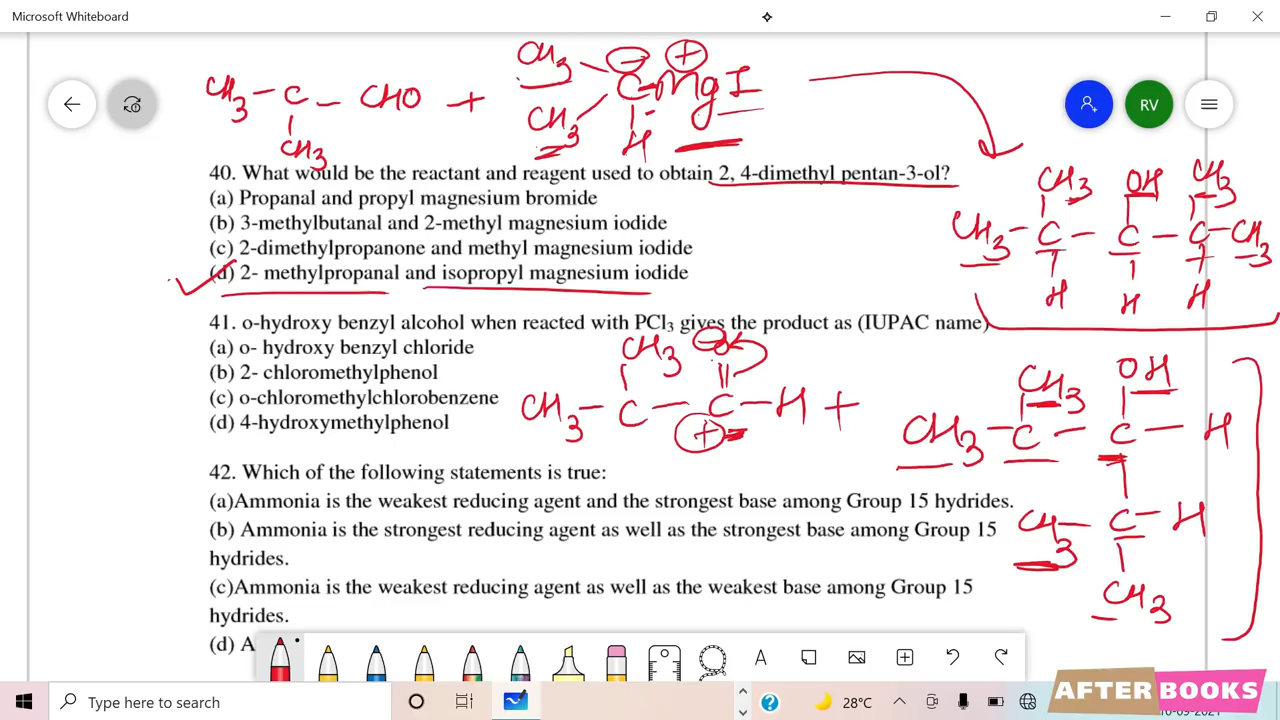 Microsoft Whiteboard
CH3 – C – CHO + CH3 C MgI
CH3 CH3 H
RV
40. What would be the reactant and reagent used to obtain 2, 4-dimethyl pentan-3-ol?
(a) Propanal and propyl magnesium bromide
(b) 3-methylbutanal and 2-methyl magnesium iodide
(c) 2-dimethylpropanone and methyl magnesium iodide
(d) 2- methylpropanal and isopropyl magnesium iodide
CH3 OH CH3
CH3 – C – C – C – CH3
H H H
41. o-hydroxy benzyl alcohol when reacted with PCl3 gives the product as (IUPAC name)
(a) o- hydroxy benzyl chloride
(b) 2- chloromethylphenol
(c) o-chloromethylchlorobenzene
(d) 4-hydroxymethylphenol
CH3 O
CH3 – C – C – H +
CH3 OH
CH3 – C – C – H
CH3 – C – H
CH3
42. Which of the following statements is true:
(a)Ammonia is the weakest reducing agent and the strongest base among Group 15 hydrides.
(b) Ammonia is the strongest reducing agent as well as the strongest base among Group 15
hydrides.
(c)Ammonia is the weakest reducing agent as well as the weakest base among Group 15
hydrides.
(d) A
Type here to search
28°C
AFTERBOOKS